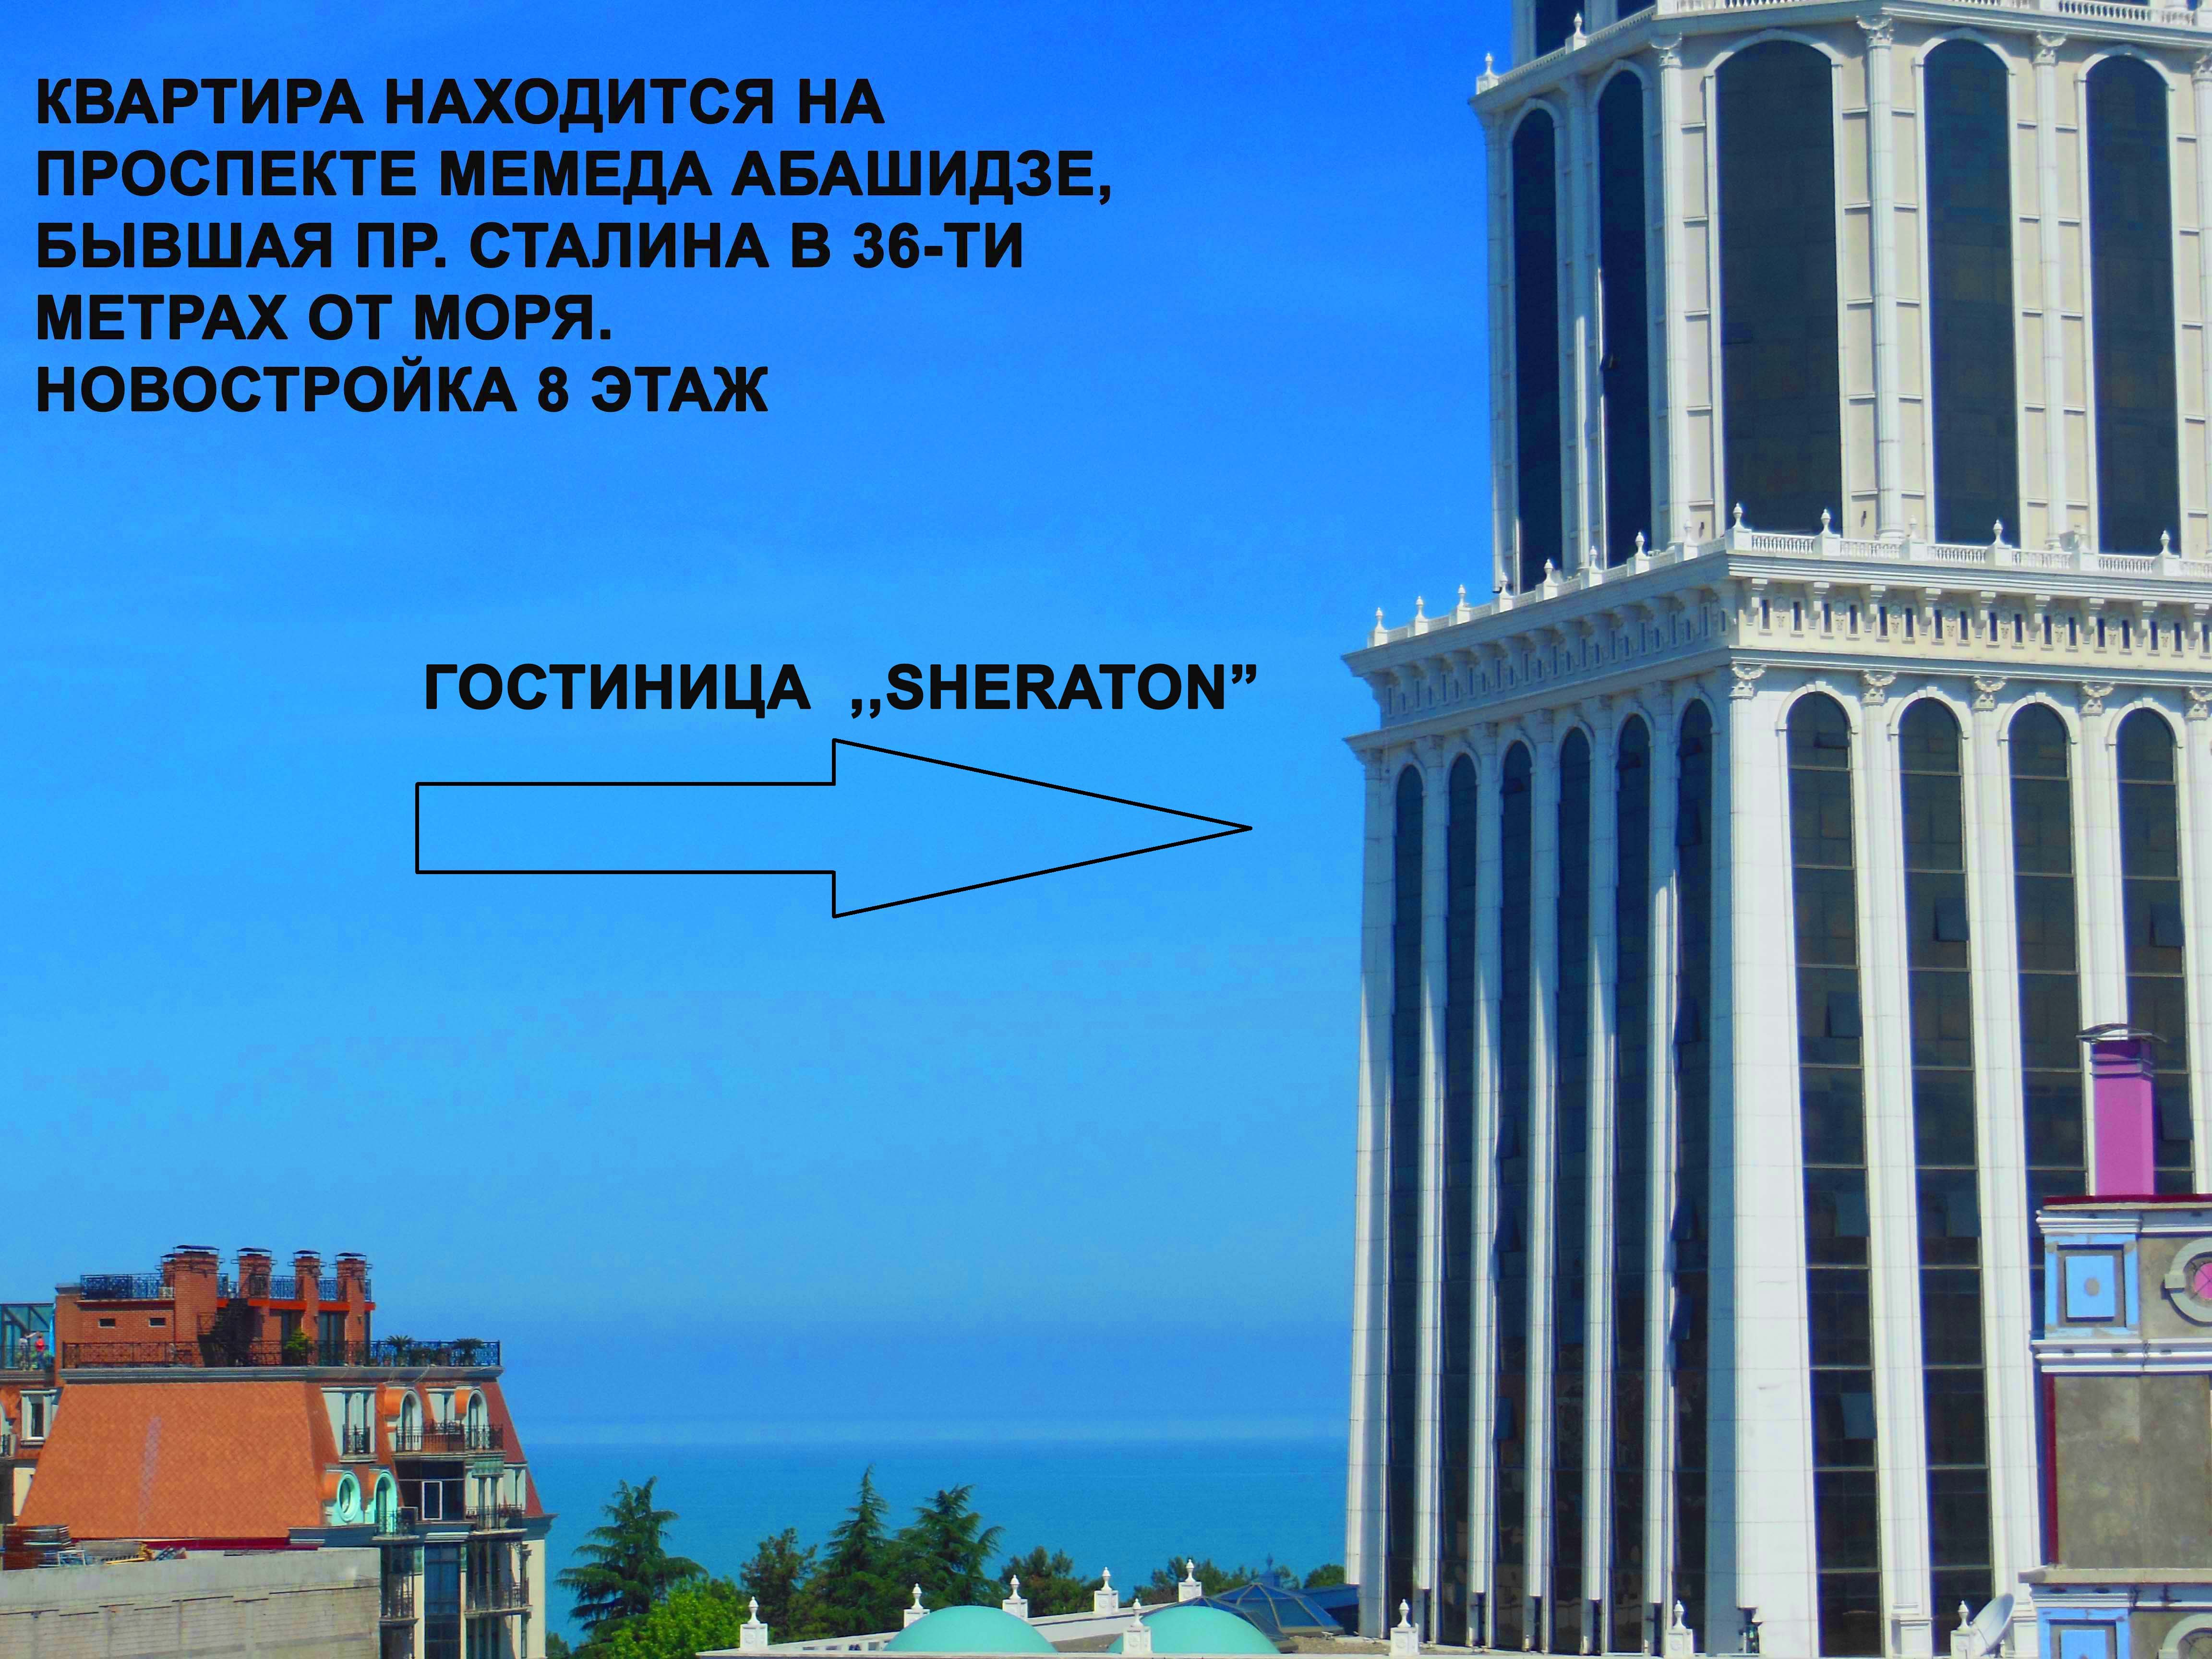 КВАРТИРА НАХОДИТСЯ НА
ПРОСПЕКТЕ МЕМЕДА АБАШИДЗЕ,
БЫВШАЯ ПР. СТАЛИНА В 36-ТИ
МЕТРАХ ОТ МОРЯ.
НОВОСТРОЙКА 8 ЭТАЖ
ГОСТИНИЦА ,,SHERATON”